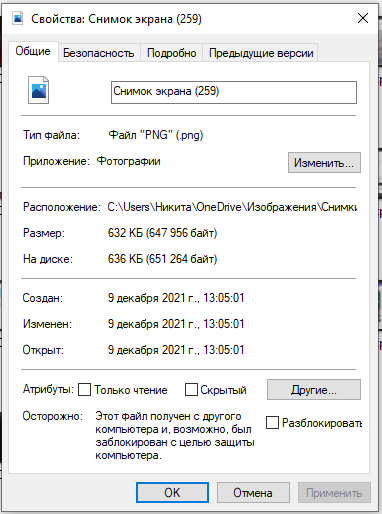 Свойства: Снимок экрана (259)
Общие Безопасность Подробно Предыдущие версии
Снимок экрана (259)
Тип файла: Файл "PNG" (.png)
Приложение: Фотографии Изменить...
Расположение: C:\Users\Никита\OneDrive\Изображения\Снимки
Размер: 632 КБ (647 956 байт)
На диске: 636 КБ (651 264 байт)
Создан: 9 декабря 2021 г., 13:05:01
Изменен: 9 декабря 2021 г., 13:05:01
Открыт: 9 декабря 2021 г., 13:05:01
Атрибуты: Только чтение Скрытый Другие...
Осторожно: Этот файл получен с другого
компьютера и, возможно, был
заблокирован с целью защиты
компьютера.
Разблокировать
ОК Отмена Применить